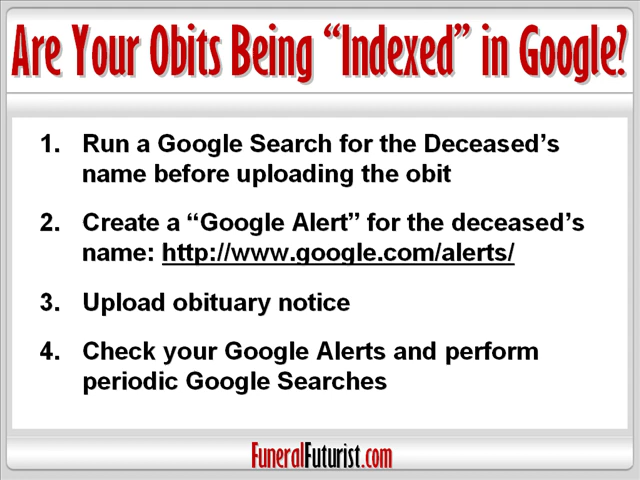 Are Your Obits Being “Indexed” in Google?
1. Run a Google Search for the Deceased’s
name before uploading the obit
2. Create a “Google Alert” for the deceased’s
name: http://www.google.com/alerts/
3. Upload obituary notice
4. Check your Google Alerts and perform
periodic Google Searches
FuneralFuturist.com